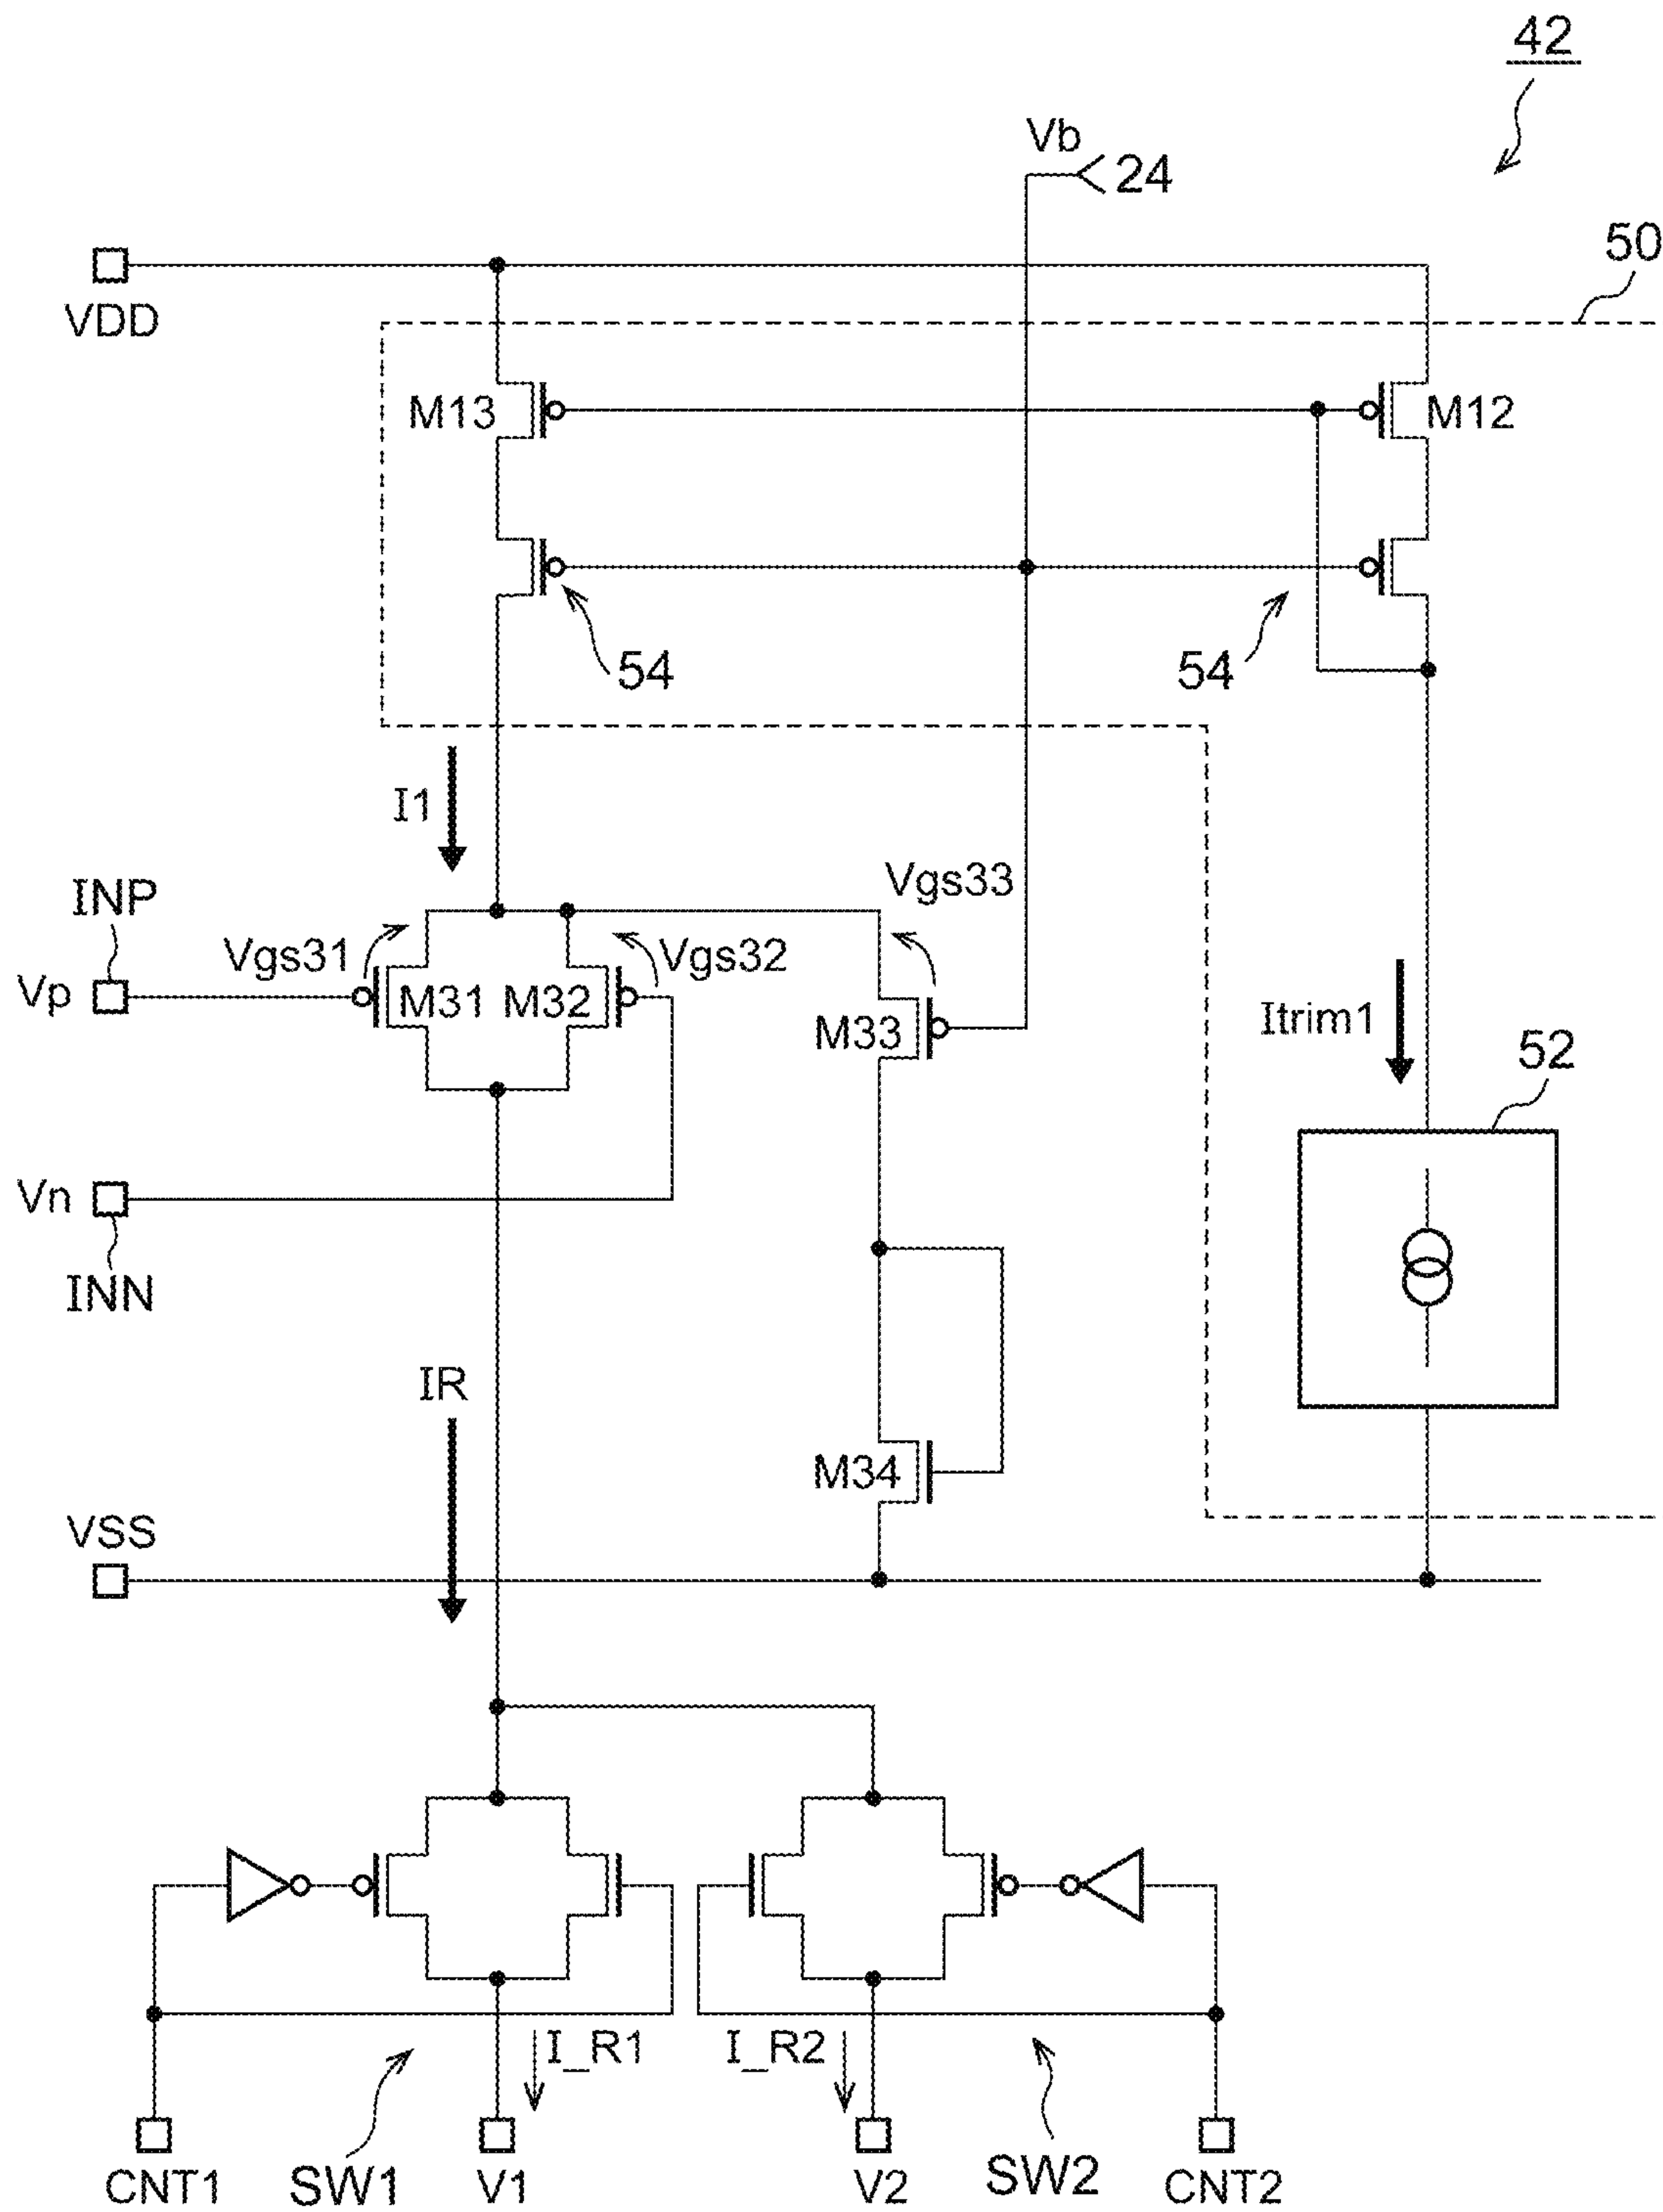 42
Vb
24
50
VDD
M13
M12
54
54
I1
Vgs33
INP
Vgs31
Vgs32
Vp
M31
M32
M33
Itrim1
52
Vn
INN
IR
M34
VSS
I_R1
I_R2
CNT1
SW1
V1
V2
SW2
CNT2